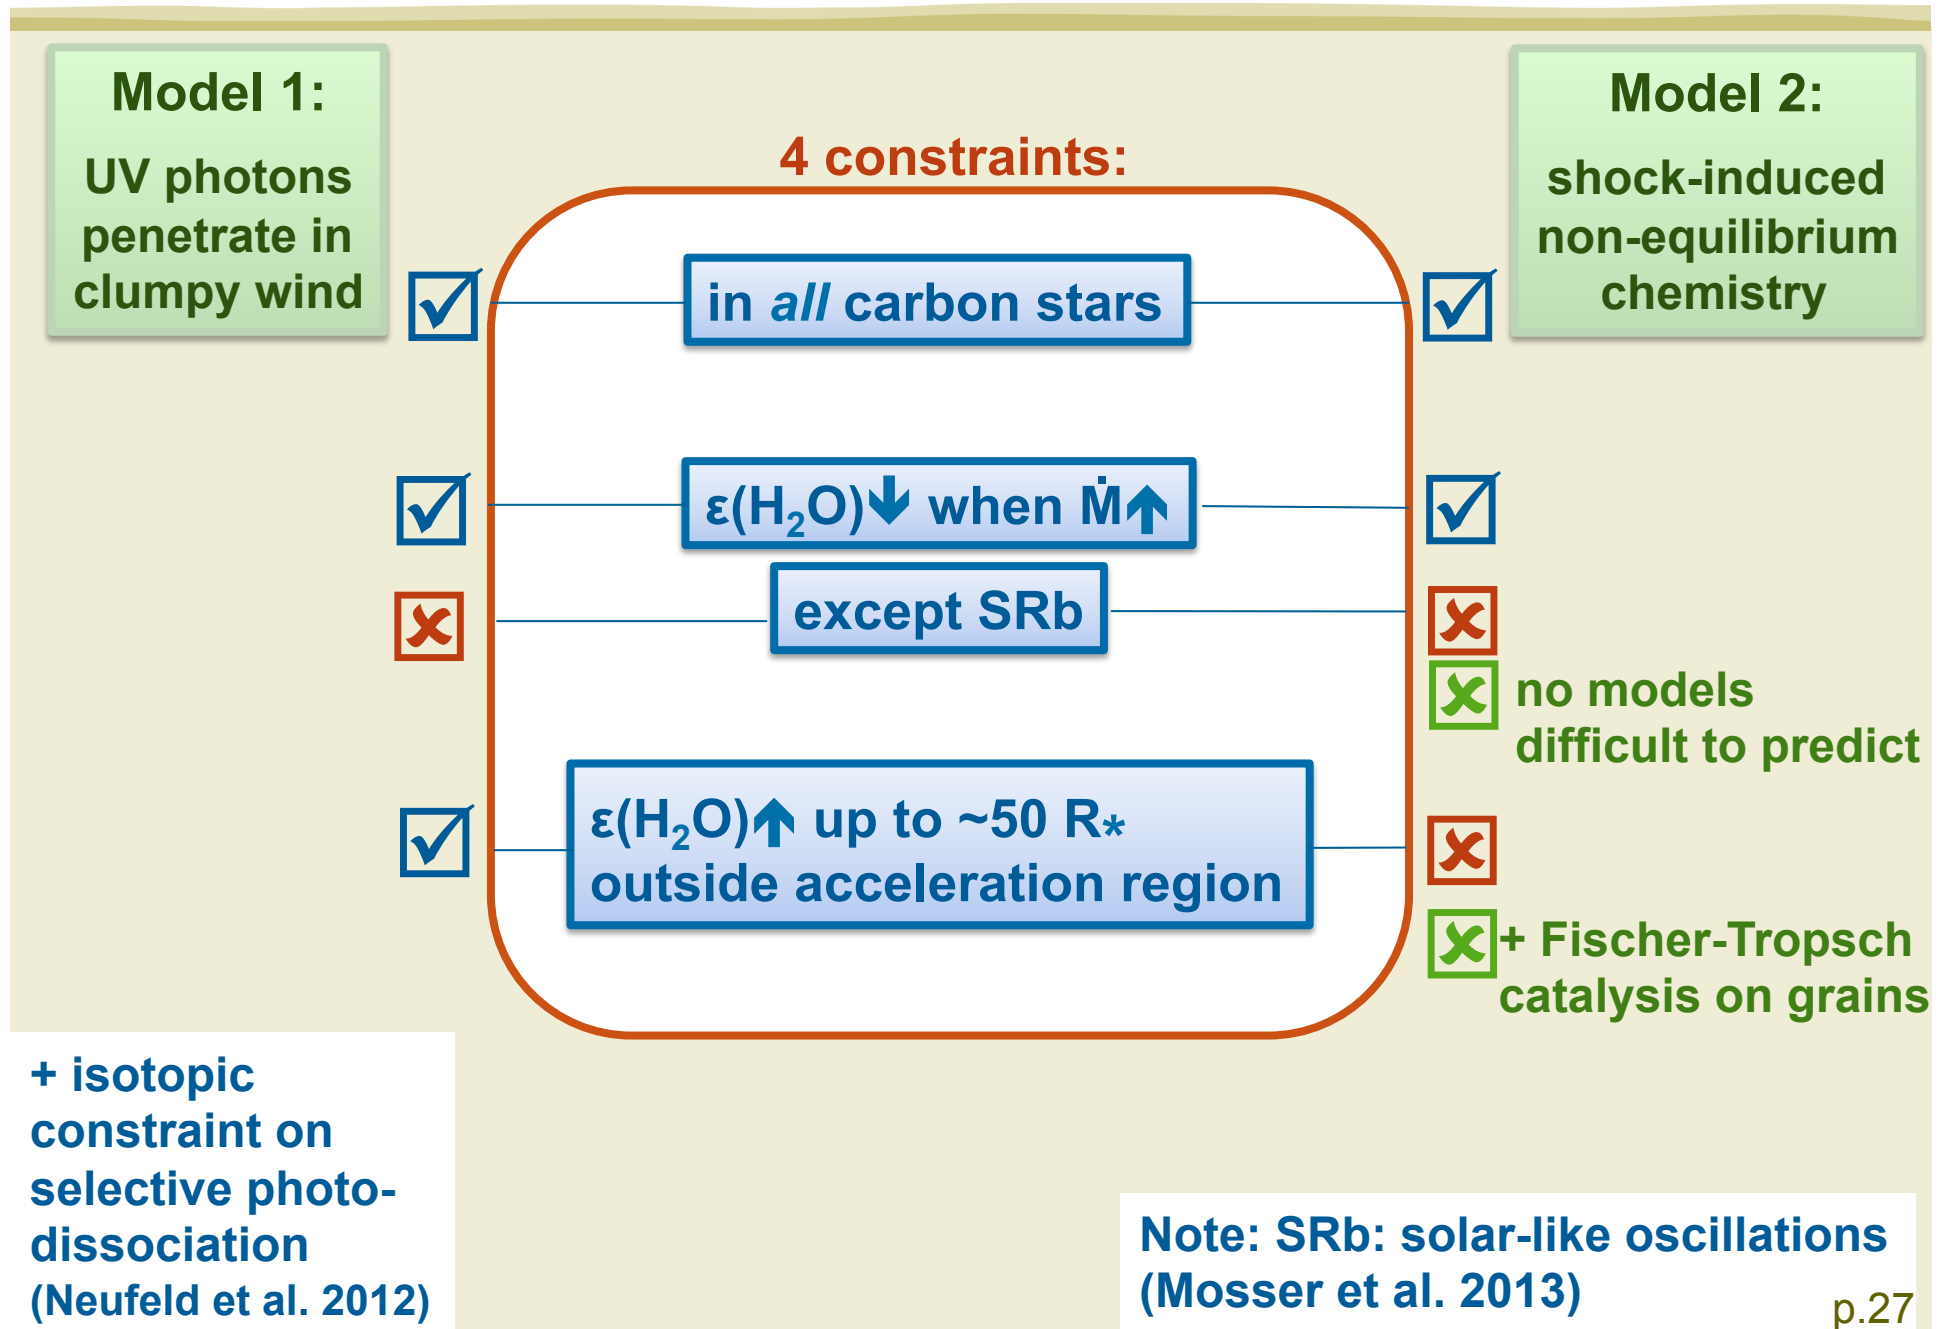 Model 1:
UV photons
penetrate in
clumpy wind
4 constraints:
Model 2:
shock-induced
non-equilibrium
chemistry
in all carbon stars
ε(H₂O)🡇 when Ṁ🡅
except SRb
no models
difficult to predict
ε(H₂O)🡅 up to ~50 R*
outside acceleration region
+ Fischer-Tropsch
catalysis on grains
+ isotopic
constraint on
selective photo-
dissociation
(Neufeld et al. 2012)
Note: SRb: solar-like oscillations
(Mosser et al. 2013)
p.27